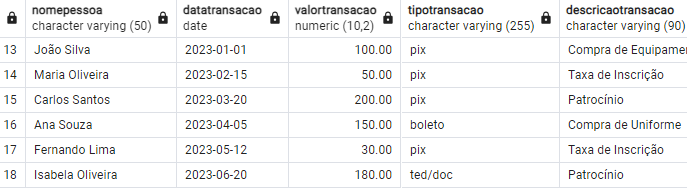 nomepessoa datatransacao valortransacao tipotransacao descricaotransacao
character varying (50) date numeric (10,2) character varying (255) character varying (90)
13 João Silva 2023-01-01 100.00 pix Compra de Equipame
14 Maria Oliveira 2023-02-15 50.00 pix Taxa de Inscrição
15 Carlos Santos 2023-03-20 200.00 pix Patrocínio
16 Ana Souza 2023-04-05 150.00 boleto Compra de Uniforme
17 Fernando Lima 2023-05-12 30.00 pix Taxa de Inscrição
18 Isabela Oliveira 2023-06-20 180.00 ted/doc Patrocínio